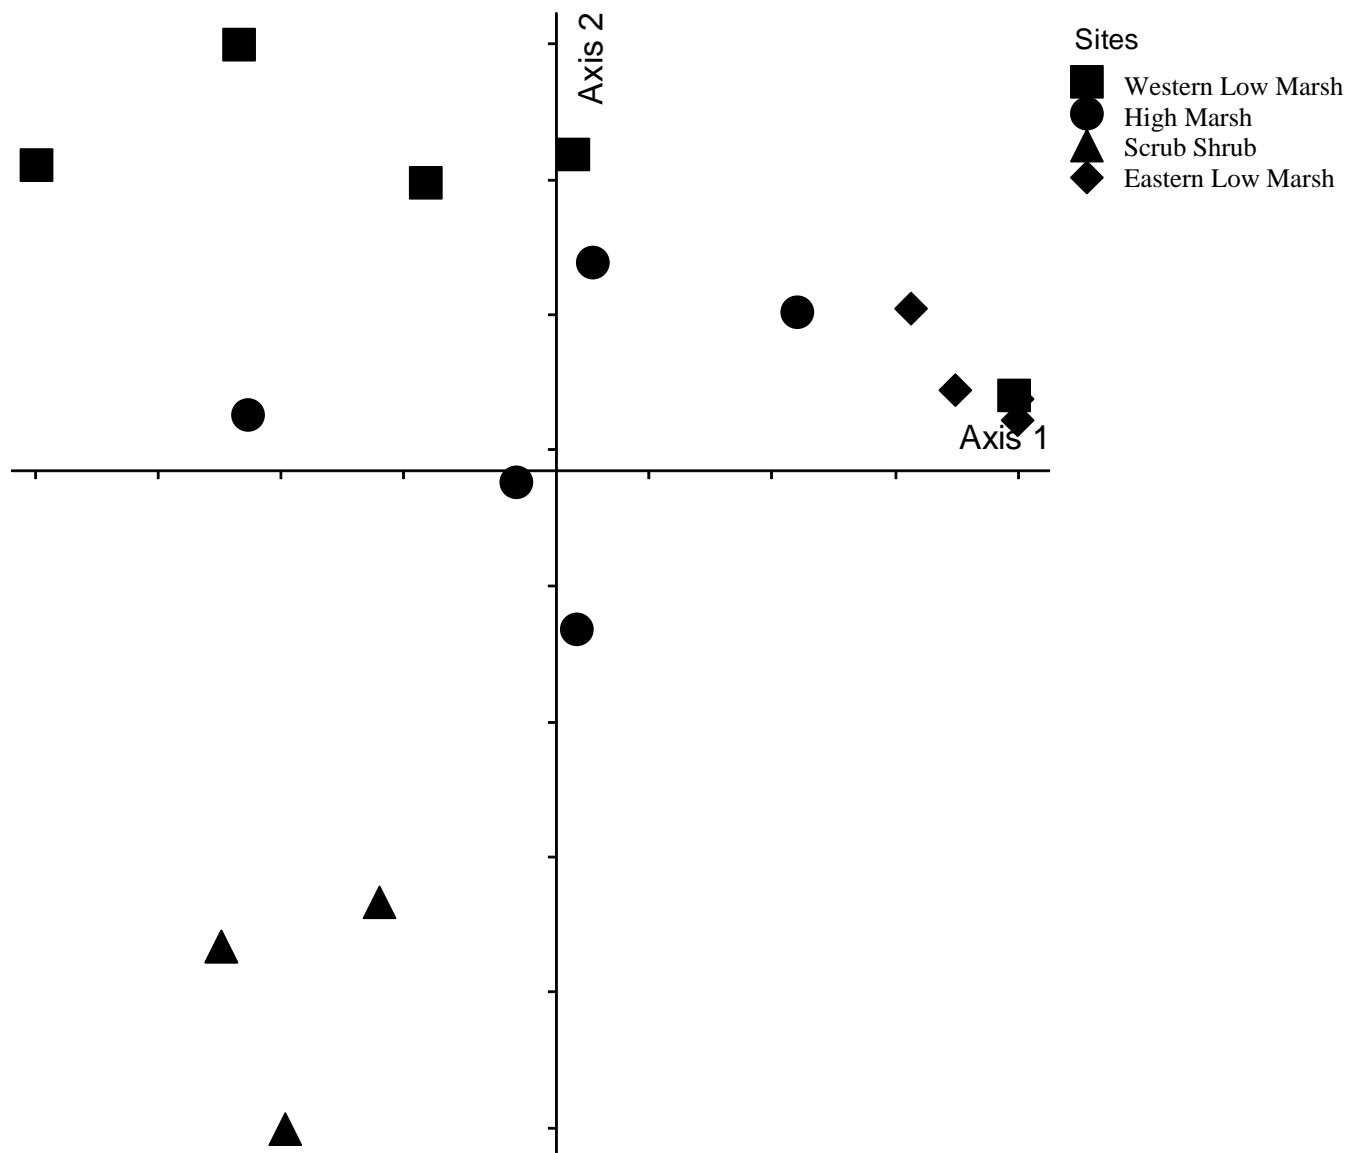 Axis 2
Sites
Western Low Marsh
High Marsh
Scrub Shrub
Eastern Low Marsh
Axis 1